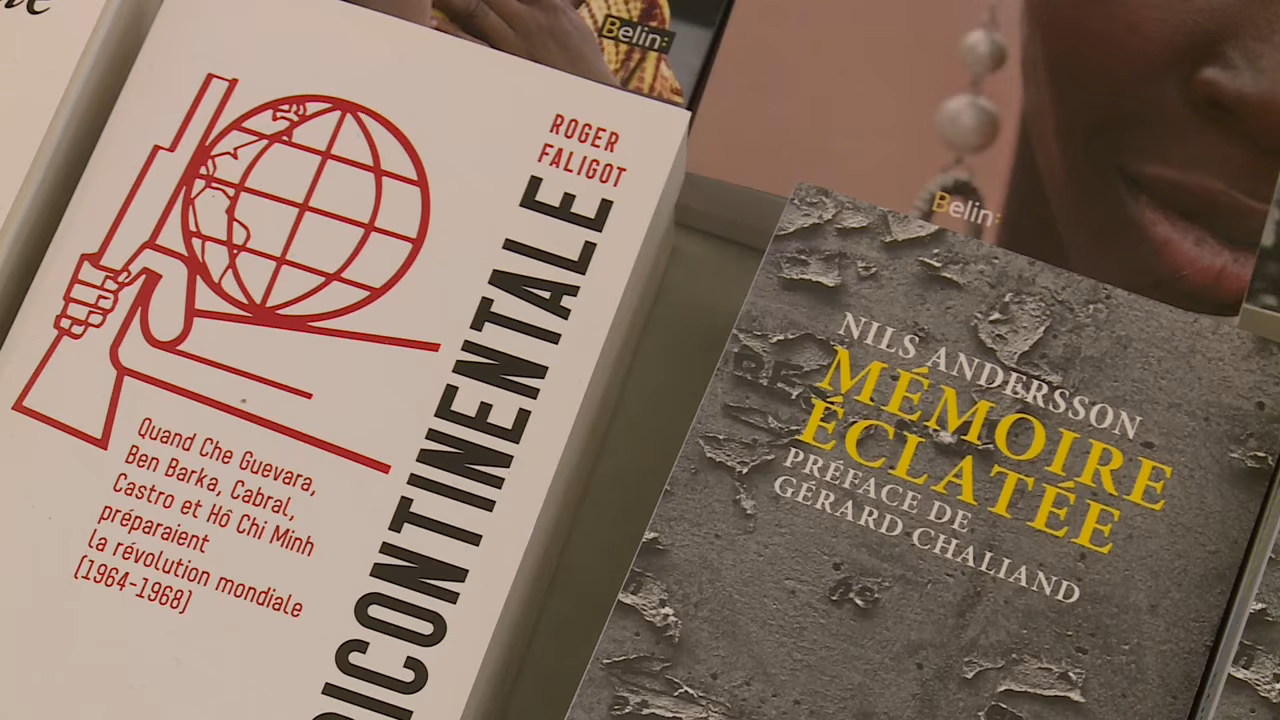 ROGER
FALIGOT
RICONTINENTALE
Quand Che Guevara,
Ben Barka, Cabral,
Castro et Hô Chi Minh
préparaient
la révolution mondiale
(1964-1968)
Belin:
Belin:
NILS ANDERSSON
MÉMOIRE
ÉCLATÉE
PRÉFACE DE
GÉRARD CHALIAND